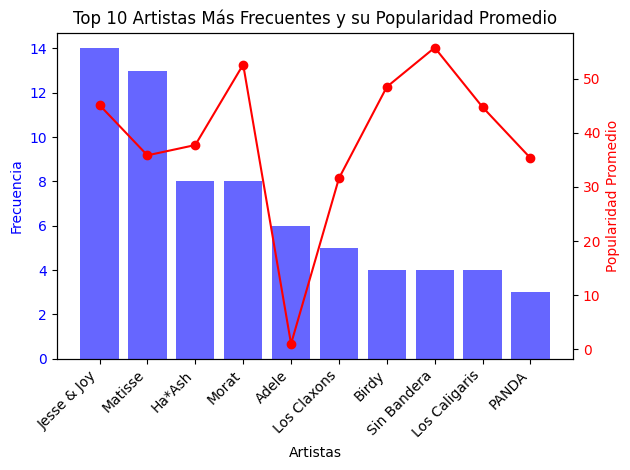 Top 10 Artistas Más Frecuentes y su Popularidad Promedio
Frecuencia
14
12
10
8
6
4
2
0
Popularidad Promedio
50
40
30
20
10
0
Jesse & Joy
Matisse
Ha*Ash
Morat
Adele
Los Claxons
Birdy
Sin Bandera
Los Caligaris
PANDA
Artistas